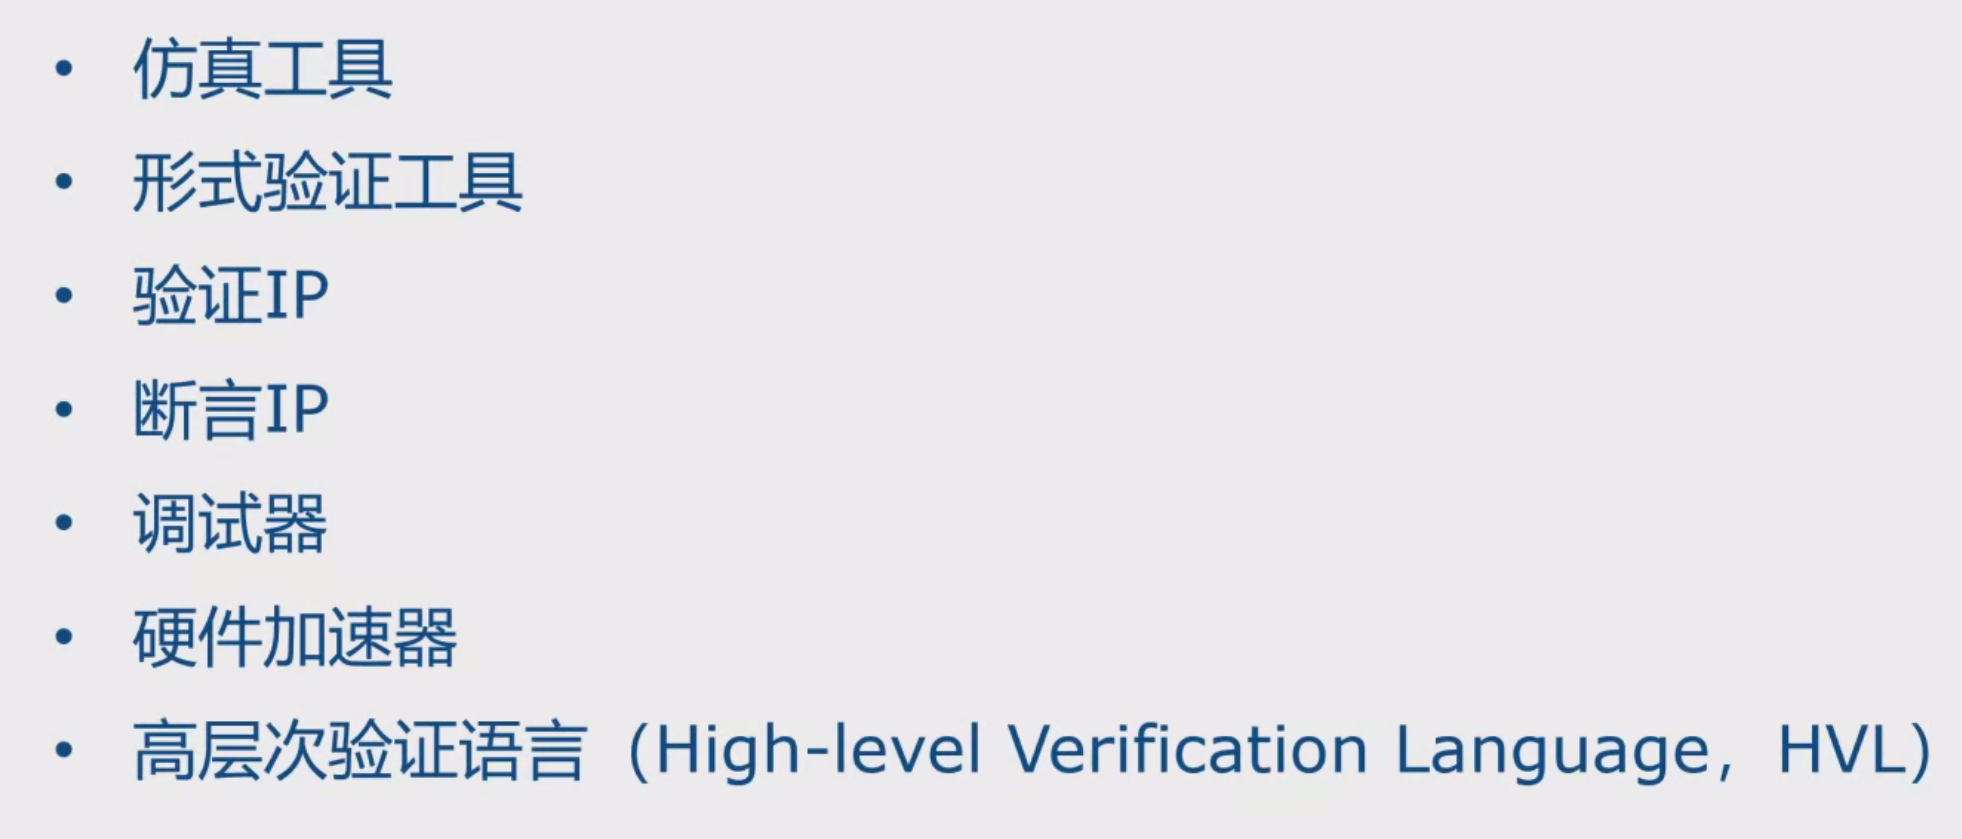 • 仿真工具
• 形式验证工具
• 验证IP
• 断言IP
• 调试器
• 硬件加速器
• 高层次验证语言（High-level Verification Language，HVL）